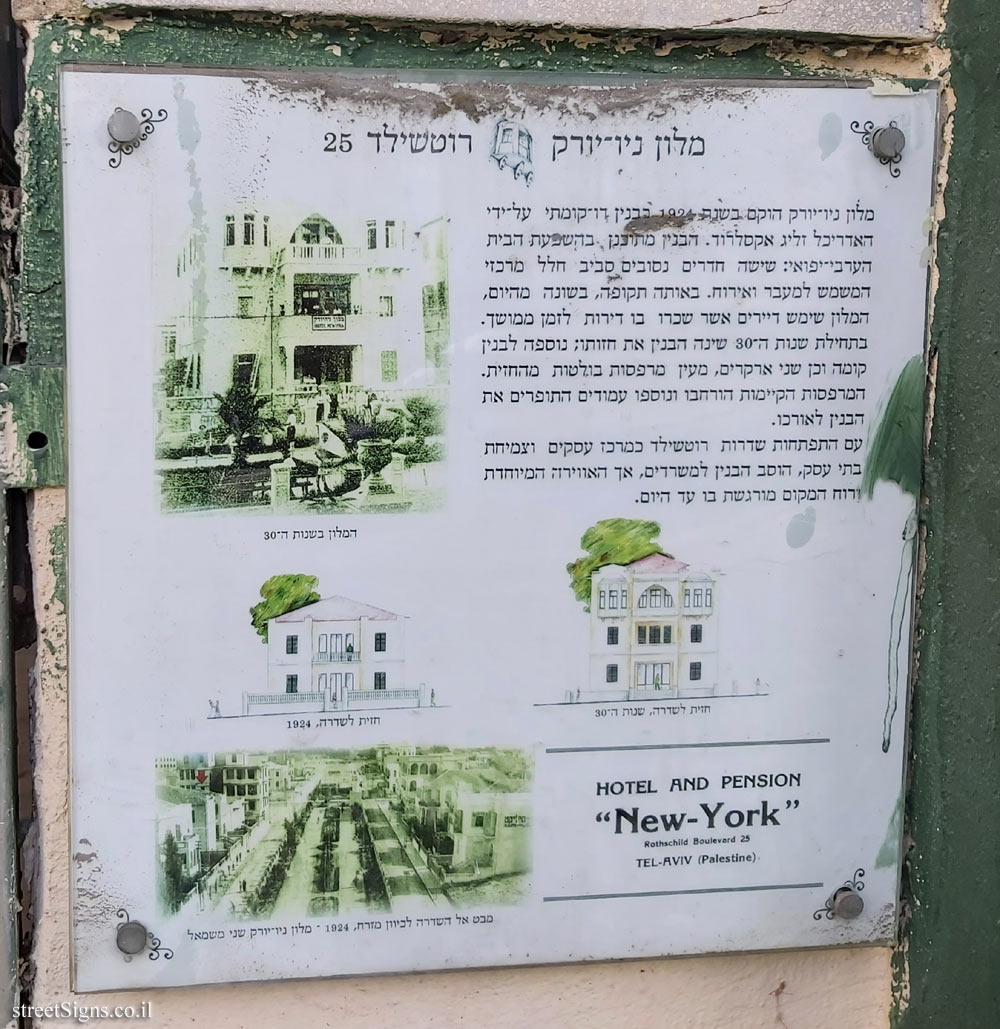 מלון ניו־יורק רוטשילד 25
מלון ניו־יורק הוקם בשנת 1924 כבנין דו־קומתי על־ידי
האדריכל זליג אקסלרוד. הבנין מתוכנן בהשפעת הבית
הערבי־יפואי: שישה חדרים נסובים סביב חלל מרכזי
המשמש למעבר ואירוח. באותה תקופה, בשונה מהיום,
המלון שימש דיירים אשר שכרו בו דירות לזמן ממושך.
בתחילת שנות ה־30 שינה הבנין את חזותו; נוספה לבנין
קומה וכן שני ארקרים, מעין מרפסות בולטות מהחזית.
המרפסות הקיימות הורחבו ונוספו עמודים התופרים את
הבנין לאורכו.
עם התפתחות שדרות רוטשילד כמרכז עסקים וצמיחת
בתי עסק, הוסב הבנין למשרדים, אך האווירה המיוחדת
ורוח המקום מורגשת בו עד היום.
המלון בשנות ה־30
חזית לשדרה, 1924
חזית לשדרה, שנות ה־30
HOTEL AND PENSION
“New-York”
Rothschild Boulevard 25
TEL-AVIV (Palestine)
מבט אל השדרה לכיוון מזרח, 1924 - מלון ניו־יורק שני משמאל
streetSigns.co.il